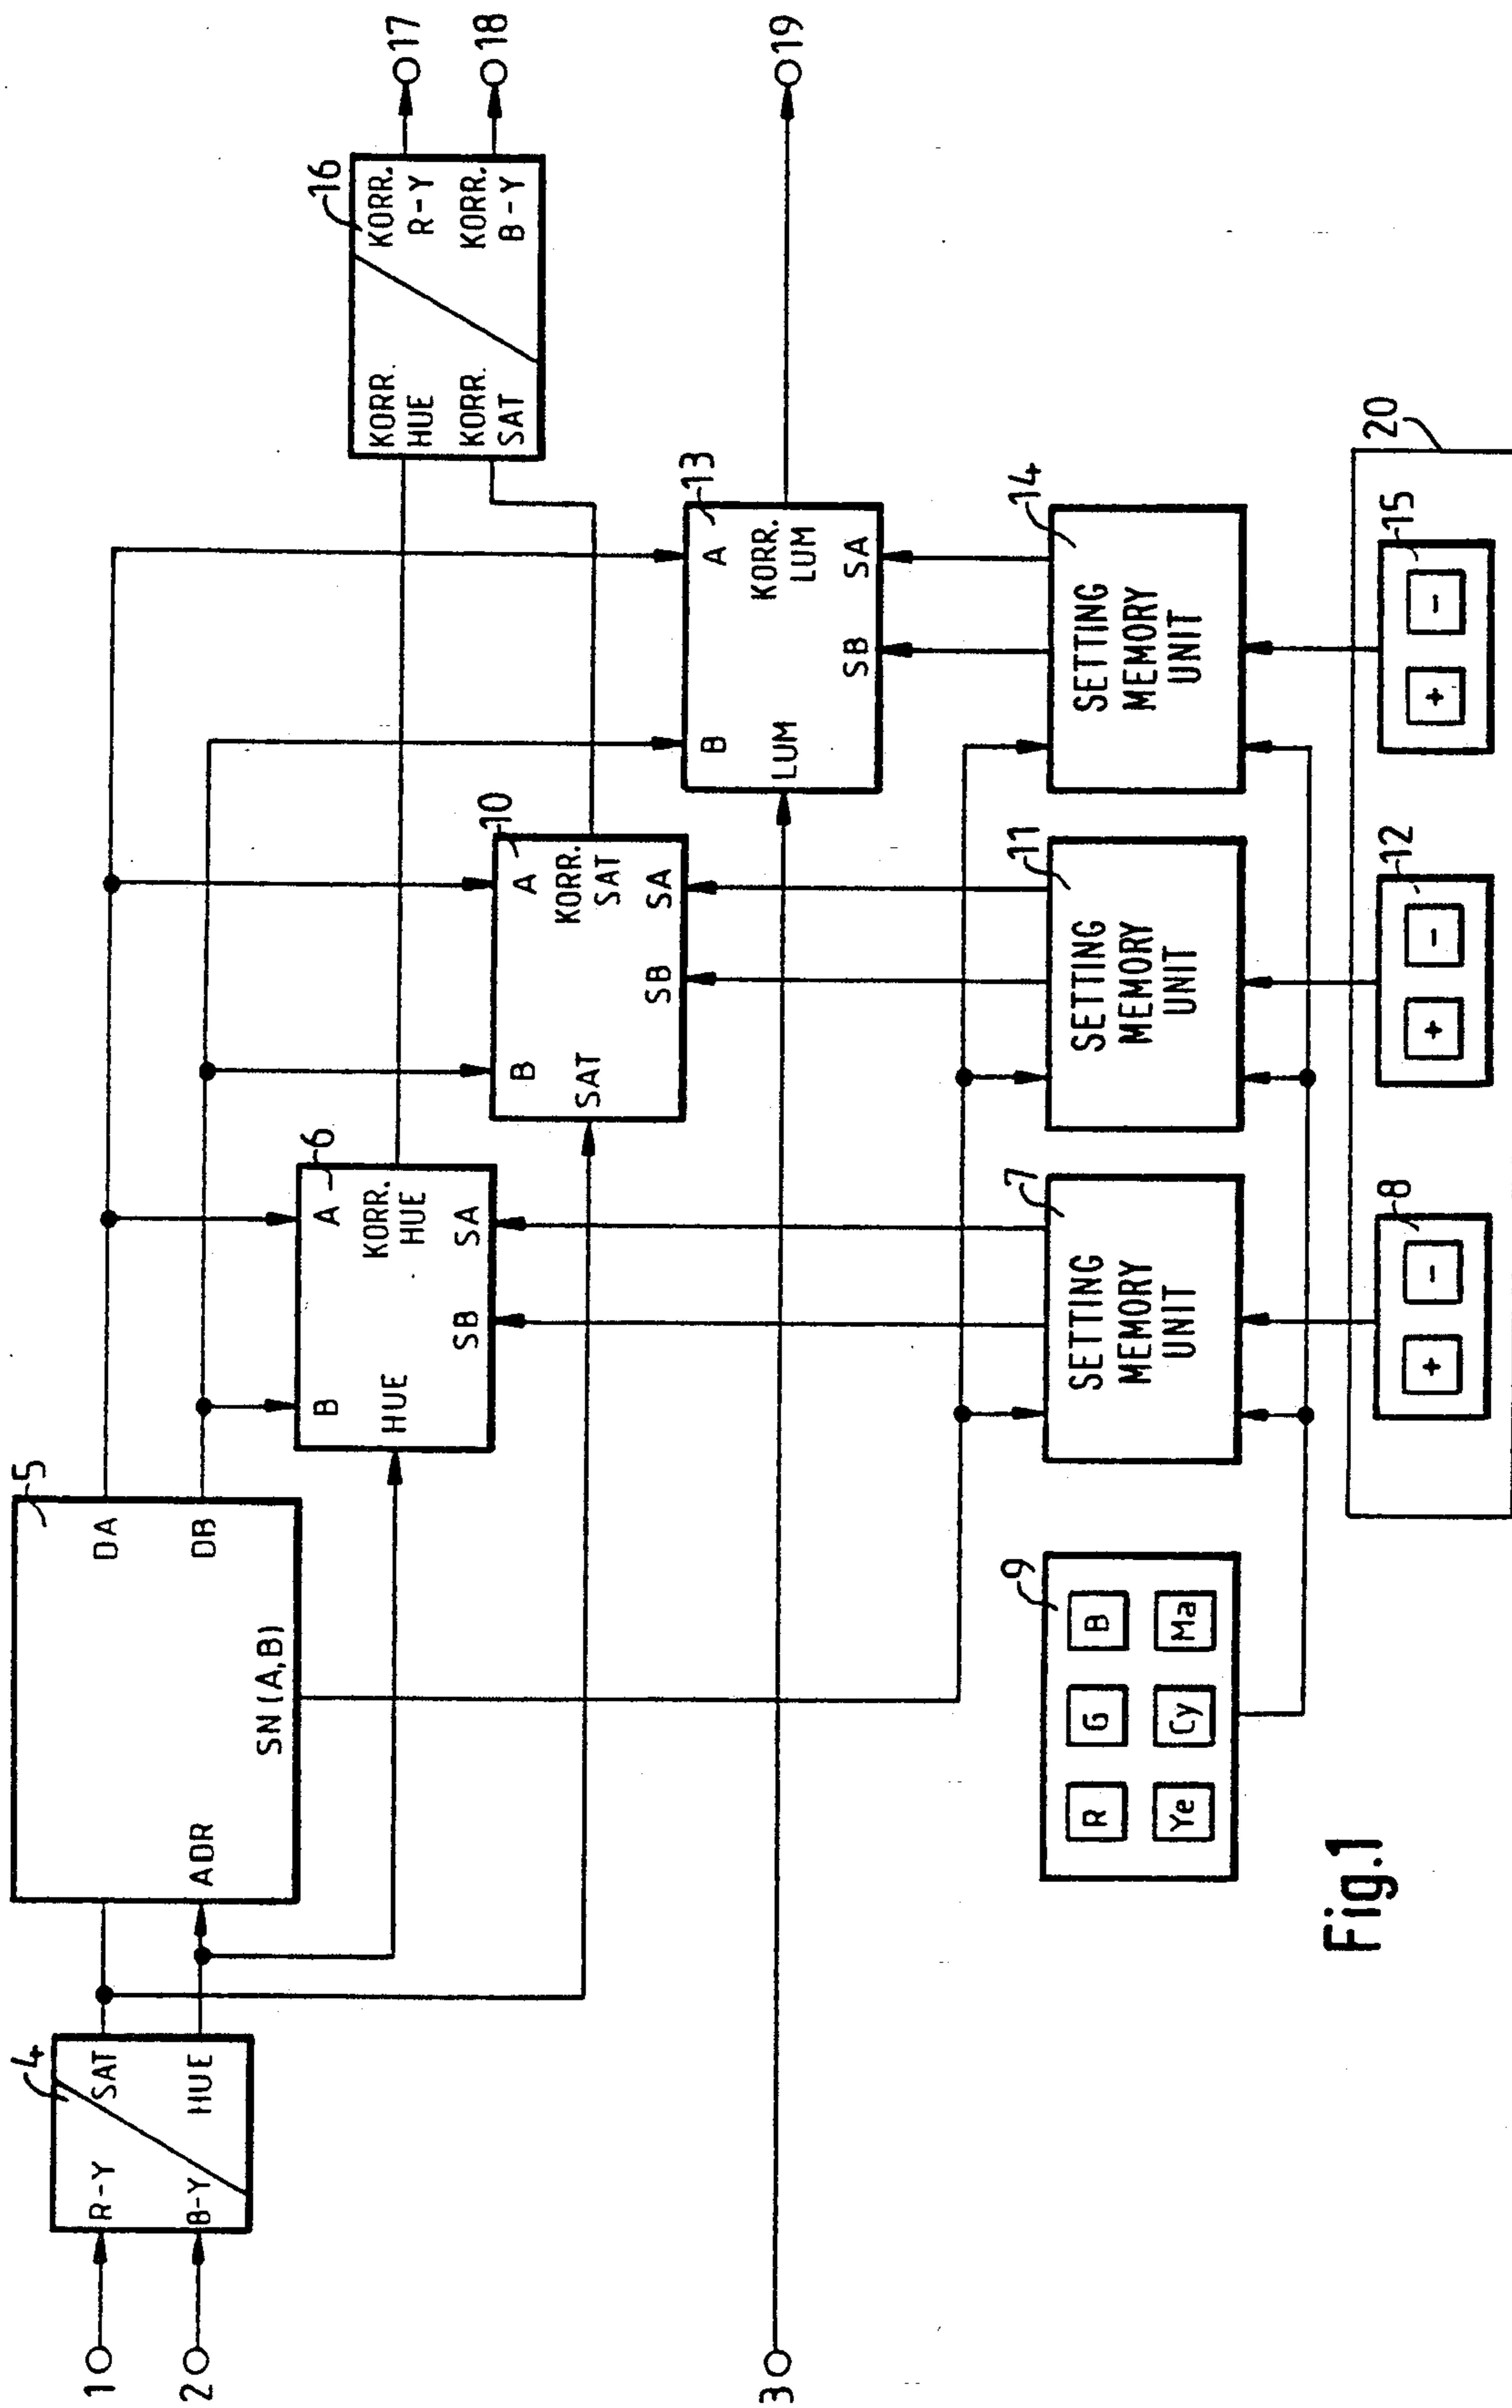 1
2
3
4
R-Y
SAT
B-Y
HUE
5
DA
ADR
DB
SN(A,B)
6
B
A
HUE
KORR.
HUE
SB
SA
10
B
A
SAT
KORR.
SAT
SB
SA
13
B
A
LUM
KORR.
LUM
SB
SA
16
KORR.
HUE
KORR.
R-Y
KORR.
SAT
KORR.
B-Y
17
18
19
9
R
G
B
Ye
Cy
Ma
7
SETTING
MEMORY
UNIT
11
SETTING
MEMORY
UNIT
14
SETTING
MEMORY
UNIT
20
8
+
-
12
+
-
15
+
-
Fig.1